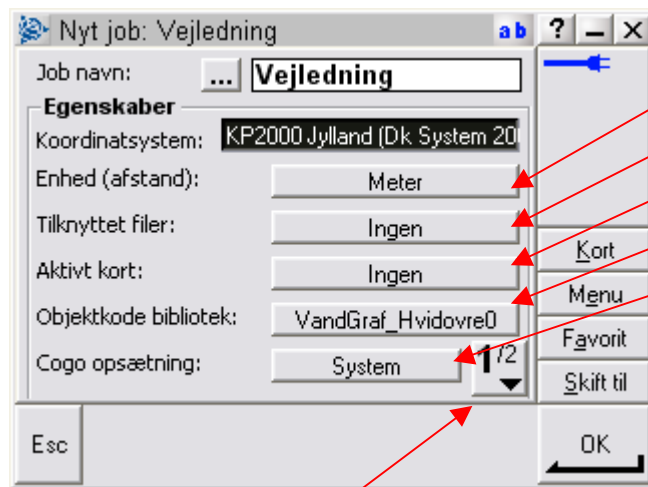 Nyt job: Vejledning
ab
?
Job navn:
...
Vejledning
Egenskaber
Koordinatsystem:
KP2000 Jylland (Dk System 20
Enhed (afstand):
Meter
Tilknyttet filer:
Ingen
Aktivt kort:
Ingen
Objektkode bibliotek:
VandGraf_Hvidovre0
Cogo opsætning:
System
1/2
Kort
Menu
Favorit
Skift til
Esc
OK